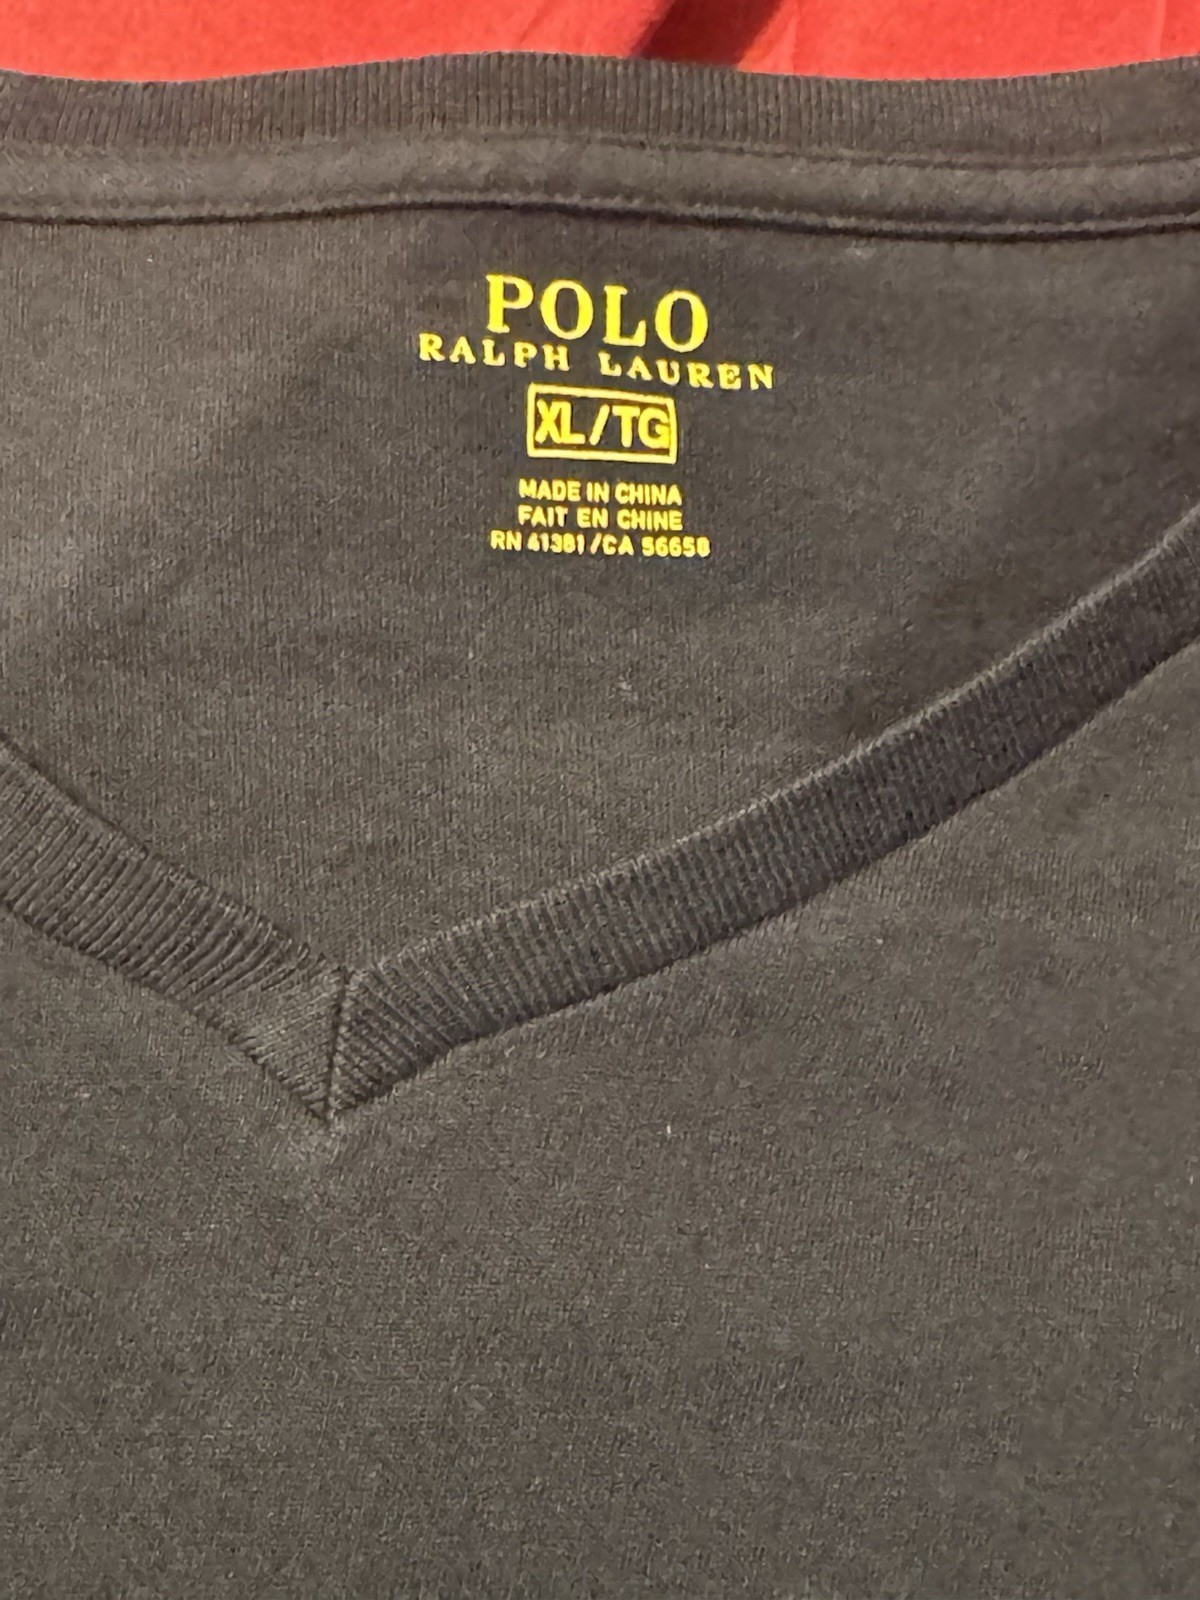 POLO
RALPH LAUREN
XL/TG
MADE IN CHINA
FAIT EN CHINE
RN 41381/CA 56658